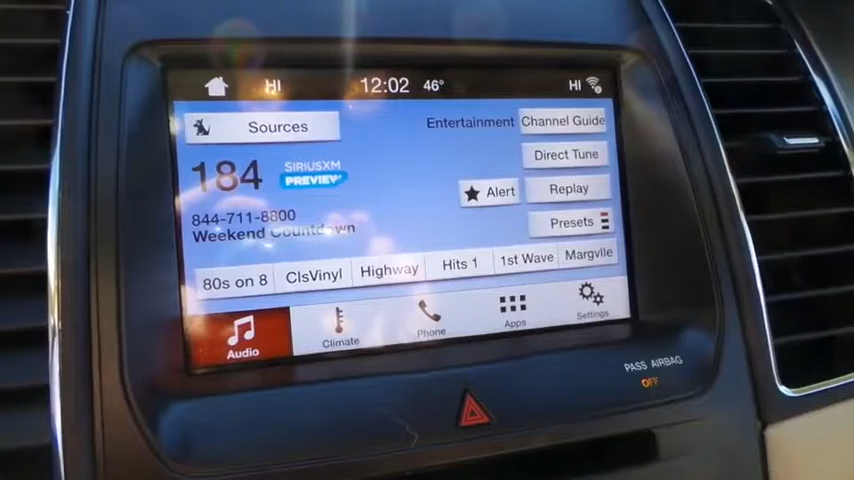 HI 12:02 46° HI
Sources
Entertainment
Channel Guide
184
SIRIUSXM
PREVIEW
Direct Tune
Alert
Replay
844-711-8800
Weekend Countdown
Presets
80s on 8 ClsVinyl Highway Hits 1 1st Wave Margvlle
Audio Climate Phone Apps Settings
PASS AIRBAG
OFF